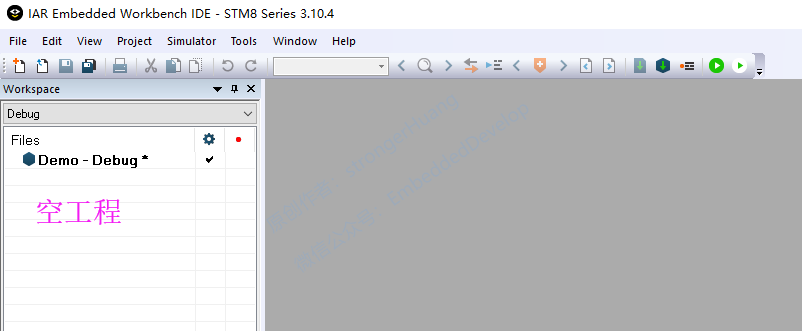 IAR Embedded Workbench IDE - STM8 Series 3.10.4
File Edit View Project Simulator Tools Window Help
Workspace
Debug
Files
Demo - Debug *
空工程